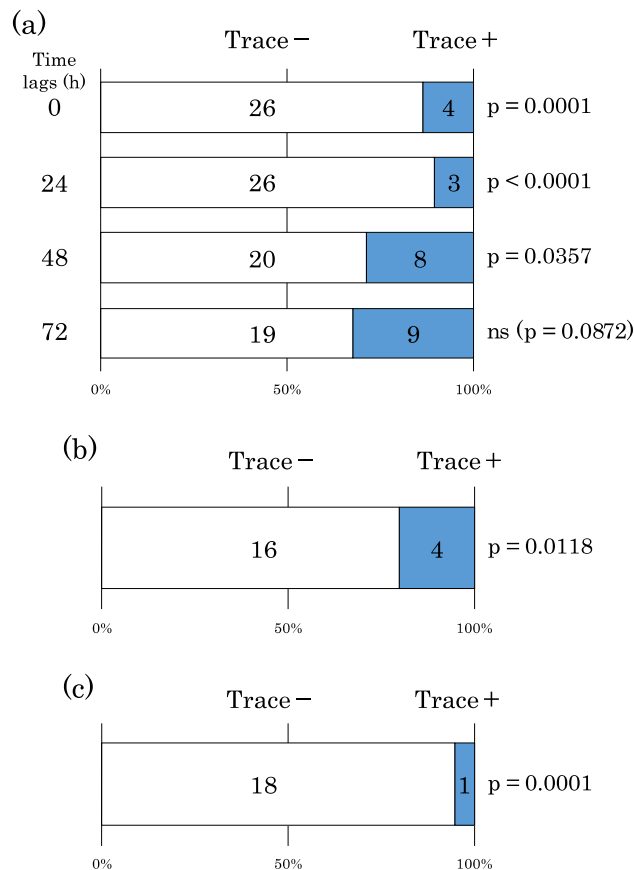 (a)
Trace－ Trace＋
Time
lags (h)
0 26 4 p = 0.0001
24 26 3 p < 0.0001
48 20 8 p = 0.0357
72 19 9 ns (p = 0.0872)
0% 50% 100%
(b)
Trace－ Trace＋
16 4 p = 0.0118
0% 50% 100%
(c)
Trace－ Trace＋
18 1 p = 0.0001
0% 50% 100%